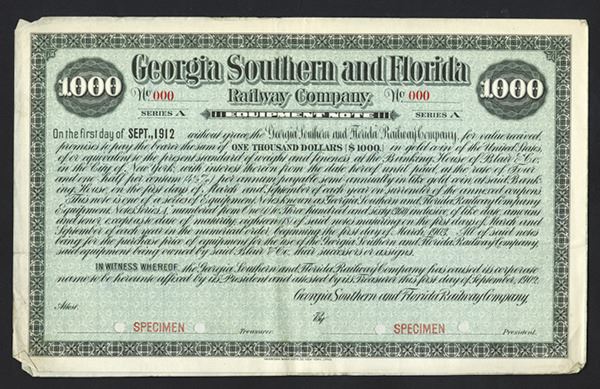 1000 Georgia Southern and Florida 1000
No 000 Railway Company. No 000
SERIES A EQUIPMENT NOTE SERIES A
On the first day of SEPT., 1912 without grace, the Georgia Southern and Florida Railway Company, for value received,
promises to pay the bearer the sum of ONE THOUSAND DOLLARS ($1000) in gold coin of the United States,
of or equivalent to the present standard of weight and fineness at the Banking House of Blair & Co.
in the City of New York, with interest thereon from the date hereof until paid, at the rate of Four
and One Half per centum (4½%) per annum, payable semi-annually in like gold coin at said Bank-
ing House, on the first days of March and September of each year on surrender of the annexed coupons.
This note is one of a series of Equipment Notes known as Georgia Southern and Florida Railway Company
Equipment Notes, Series A, numbered from One to Three hundred and sixty inclusive, of like date, amount
except as to date of maturity, eighteen of said notes maturing on the first days of March and
September of each year in the numerical order, beginning the first day of March, 1903. All of said notes
being for the purchase price of equipment for the use of the Georgia Southern and Florida Railway Company
said equipment being owned by said Blair & Co., their successors or assigns.
IN WITNESS WHEREOF, the Georgia Southern and Florida Railway Company has caused its corporate
name to be hereunto affixed by its President and attested by its Treasurer this first day of September, 1902.
Georgia Southern and Florida Railway Company,
Attest:
By
SPECIMEN Treasurer. SPECIMEN President.